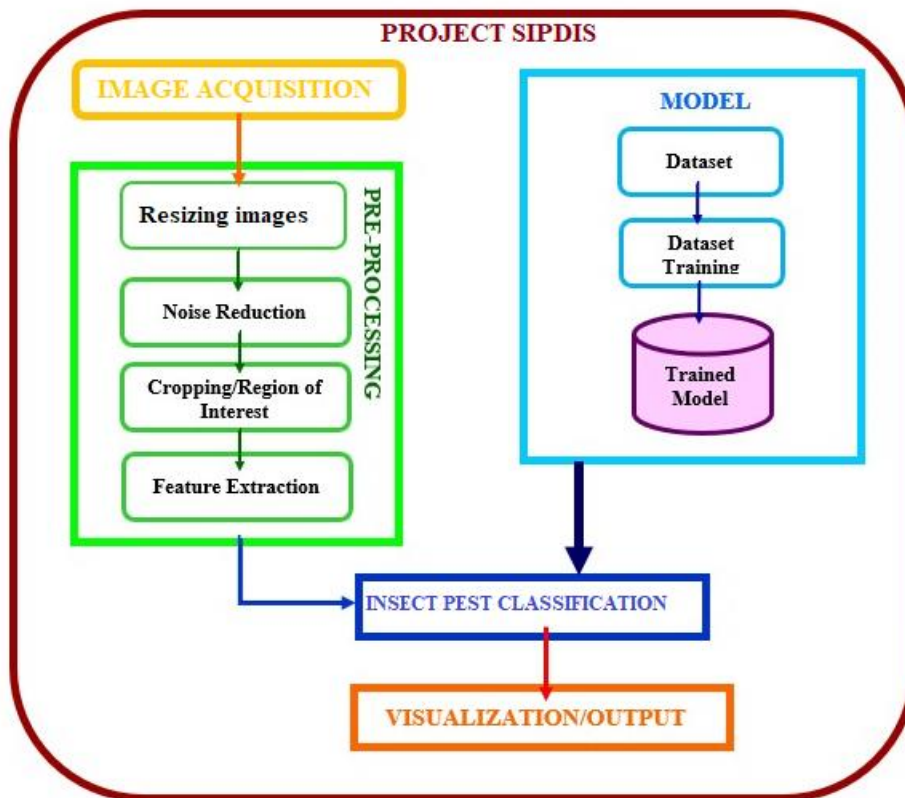 PROJECT SIPDIS
IMAGE ACQUISITION
PRE-PROCESSING
Resizing images
Noise Reduction
Cropping/Region of
Interest
Feature Extraction
MODEL
Dataset
Dataset
Training
Trained
Model
INSECT PEST CLASSIFICATION
VISUALIZATION/OUTPUT